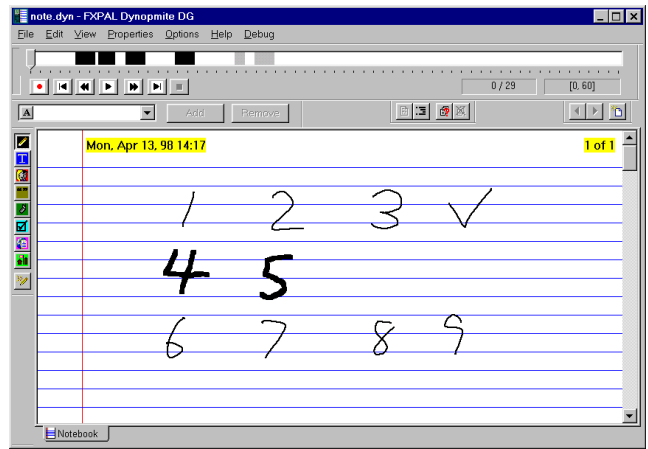 note.dyn - FXPAL Dynopmite DG
File Edit View Properties Options Help Debug
0 / 29 [0, 60]
A Add Remove
Mon, Apr 13, 98 14:17 1 of 1
1 2 3 ✓
4 5
6 7 8 9
Notebook